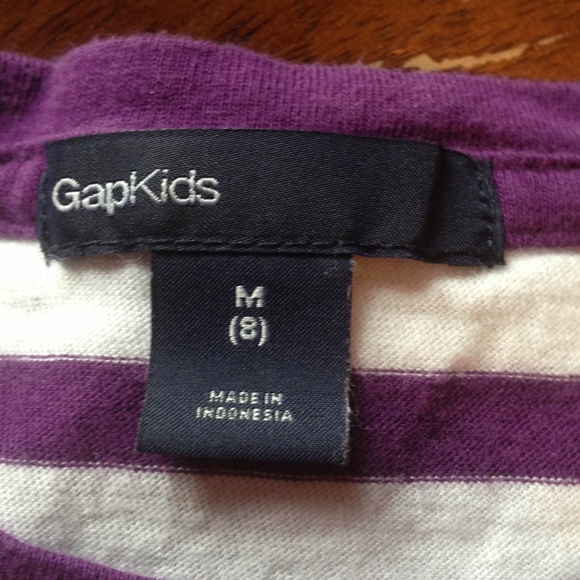 GapKids
M
(8)
MADE IN
INDONESIA